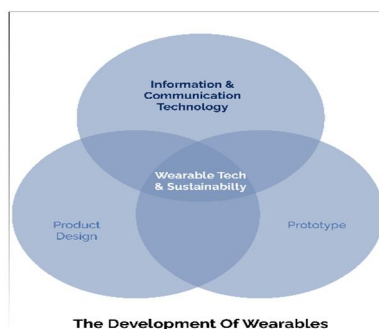 Information &
Communication
Technology
Wearable Tech
& Sustainabilty
Product
Design
Prototype
The Development Of Wearables